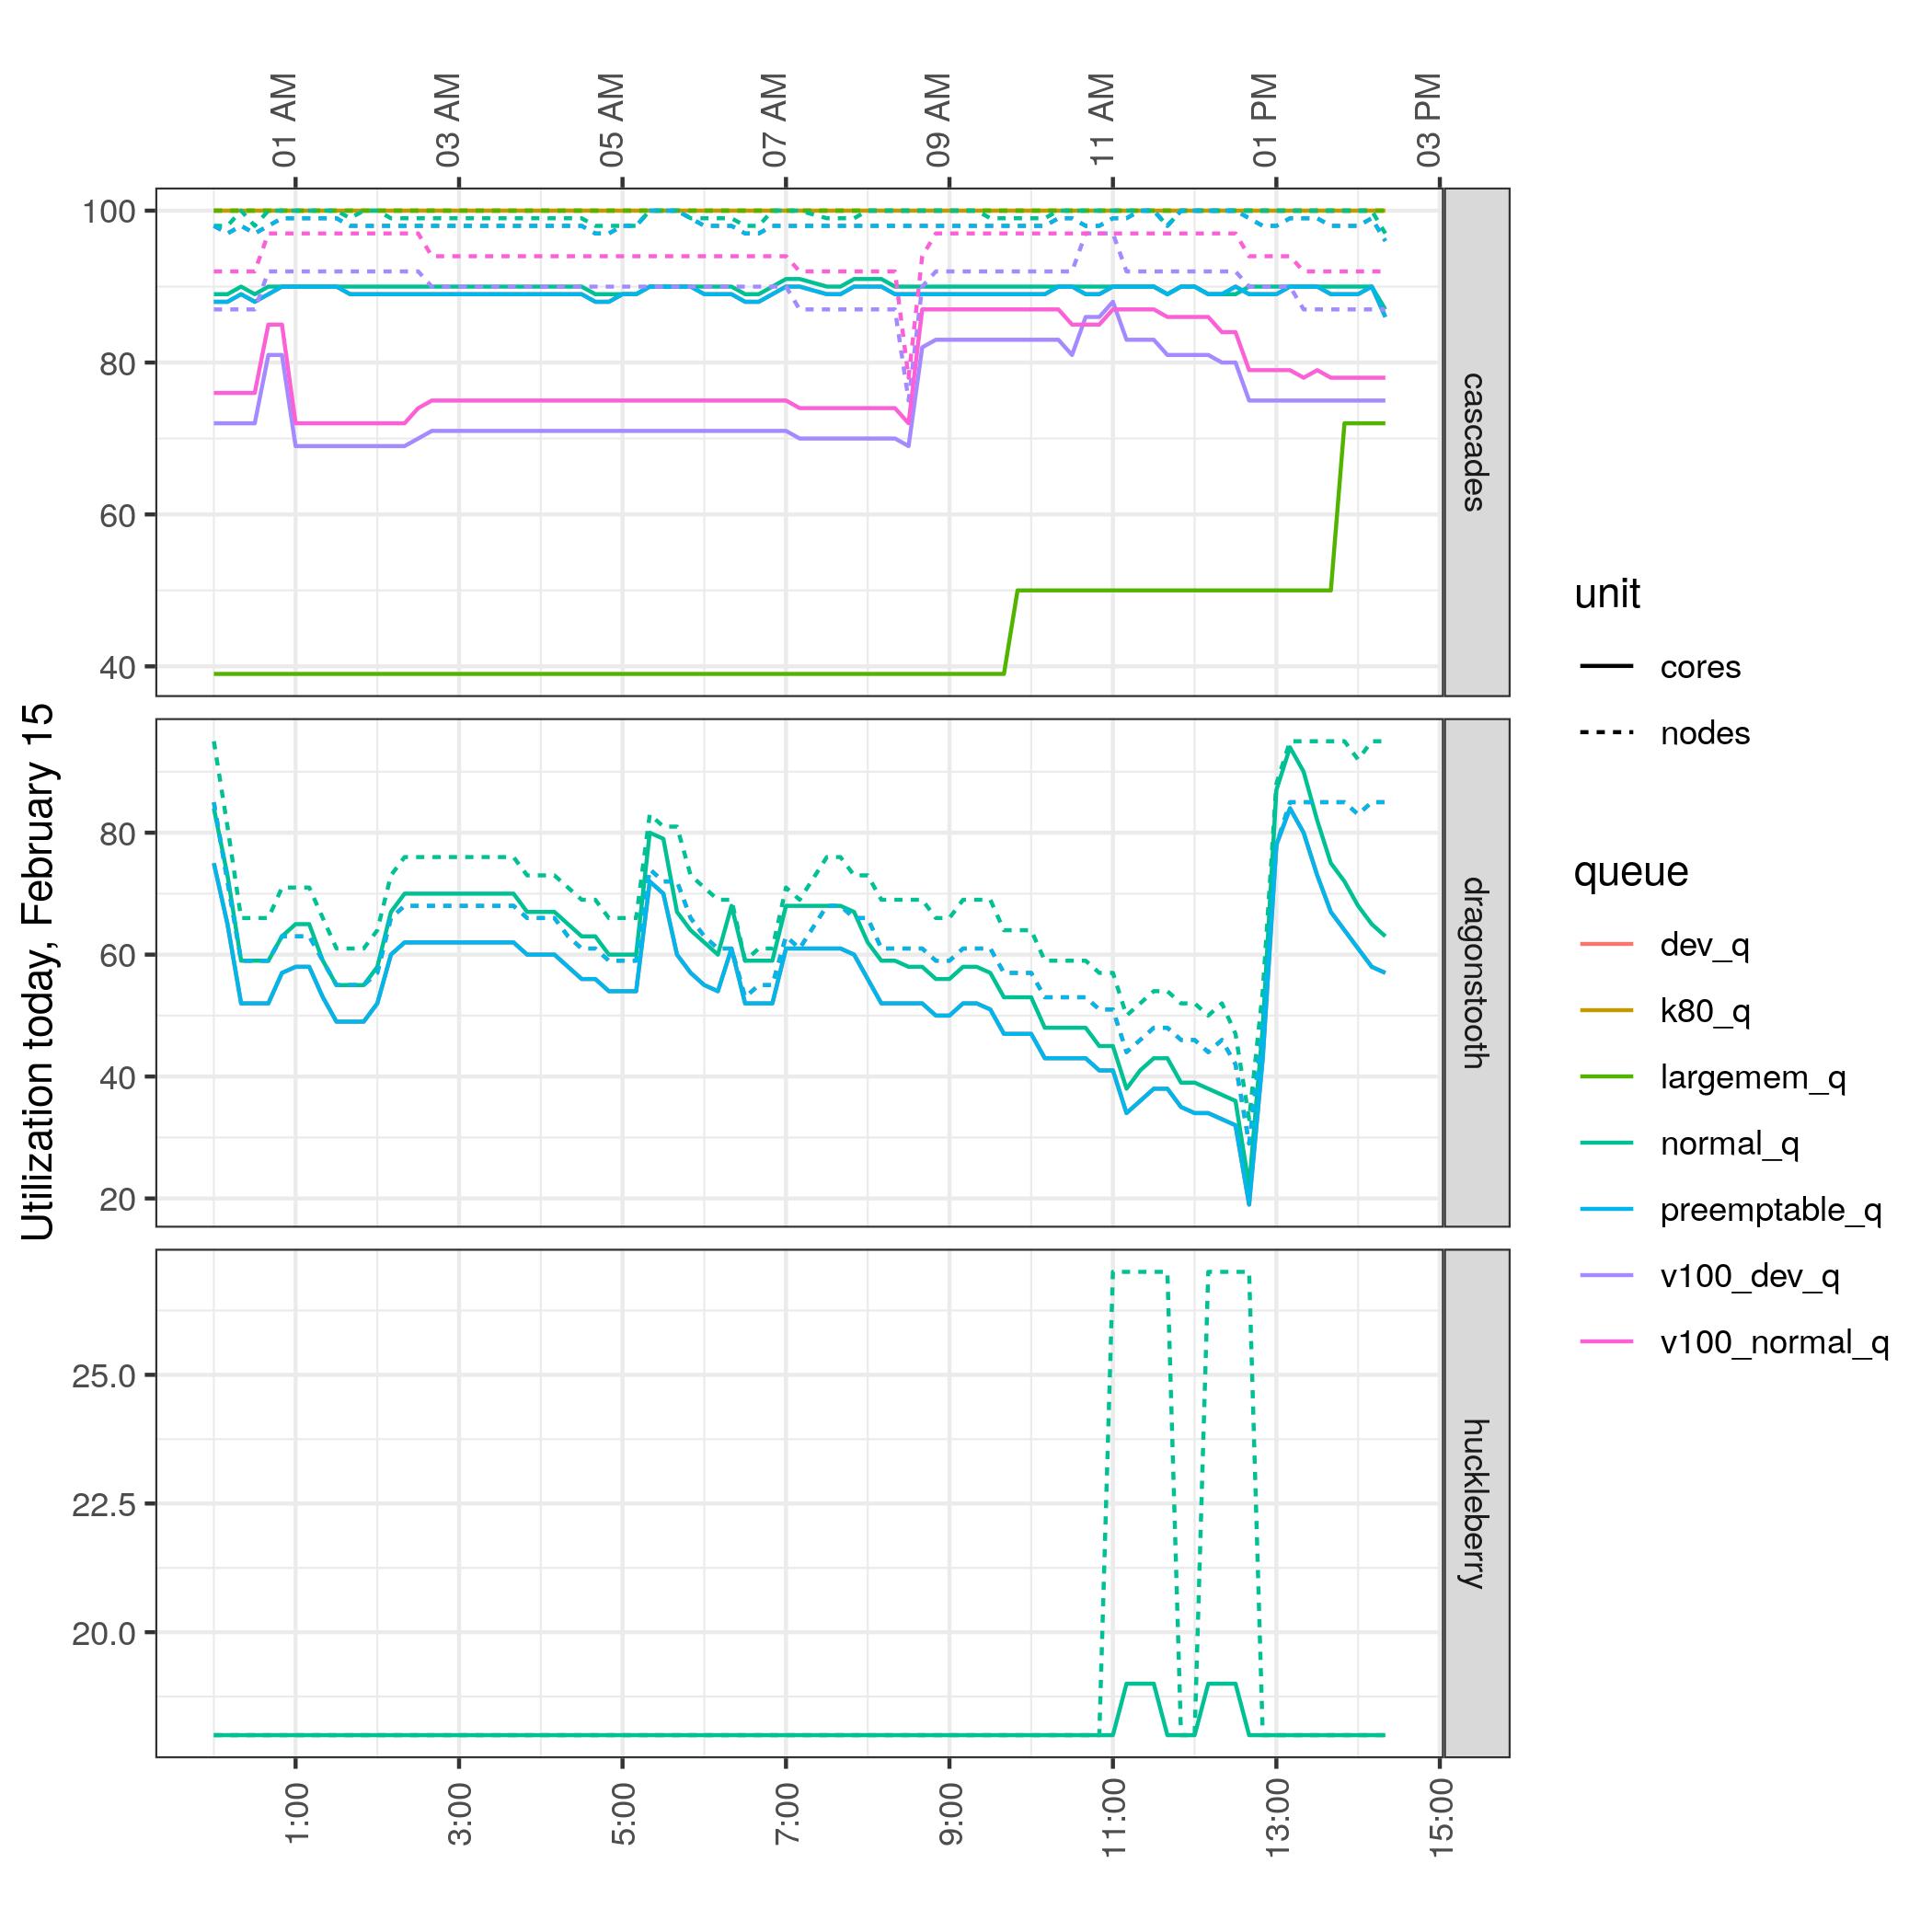 01 AM
03 AM
05 AM
07 AM
09 AM
11 AM
01 PM
03 PM
100
80
60
40
cascades
Utilization today, February 15
80
60
40
20
dragonstooth
25.0
22.5
20.0
huckleberry
1:00
3:00
5:00
7:00
9:00
11:00
13:00
15:00
unit
cores
nodes
queue
dev_q
k80_q
largemem_q
normal_q
preemptable_q
v100_dev_q
v100_normal_q